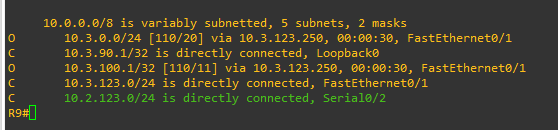 10.0.0.0/8 is variably subnetted, 5 subnets, 2 masks
O 10.3.0.0/24 [110/20] via 10.3.123.250, 00:00:30, FastEthernet0/1
C 10.3.90.1/32 is directly connected, Loopback0
O 10.3.100.1/32 [110/11] via 10.3.123.250, 00:00:30, FastEthernet0/1
C 10.3.123.0/24 is directly connected, FastEthernet0/1
C 10.2.123.0/24 is directly connected, Serial0/2
R9#